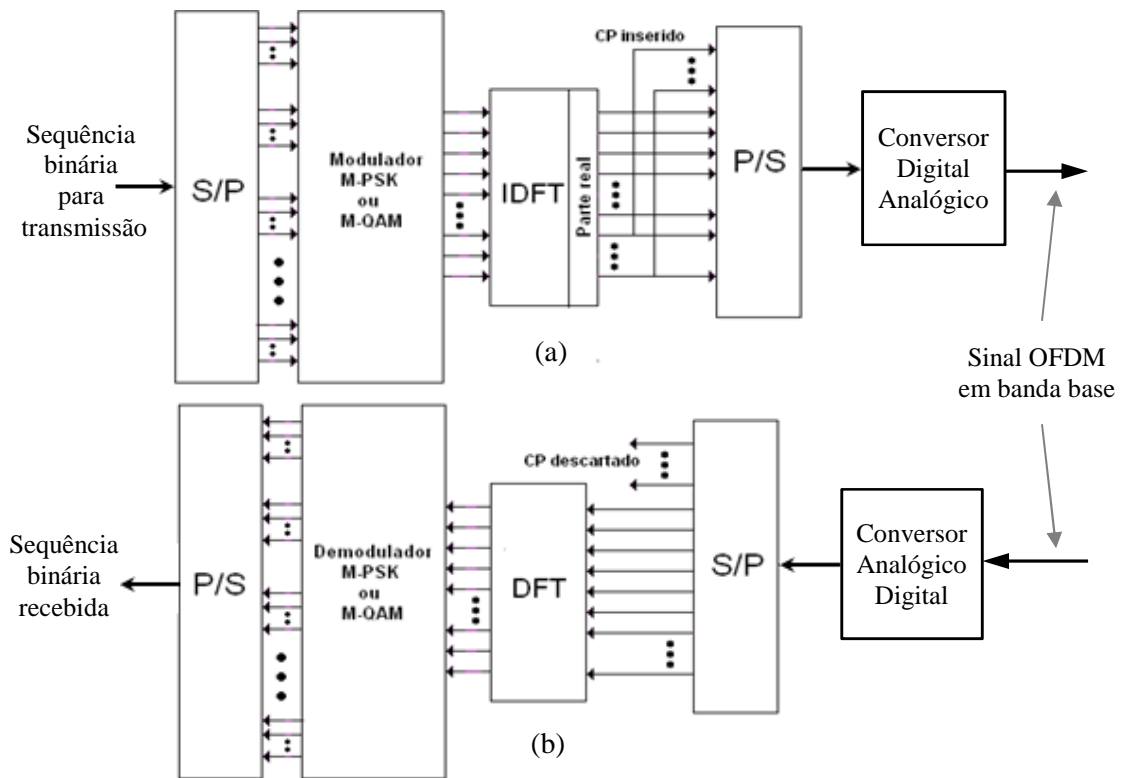 Sequência
binária
para
transmissão
S/P
Modulador
M-PSK
ou
M-QAM
IDFT
Parte real
CP inserido
P/S
Conversor
Digital
Analógico
(a)
Sinal OFDM
em banda base
Sequência
binária
recebida
P/S
Demodulador
M-PSK
ou
M-QAM
DFT
CP descartado
S/P
Conversor
Analógico
Digital
(b)